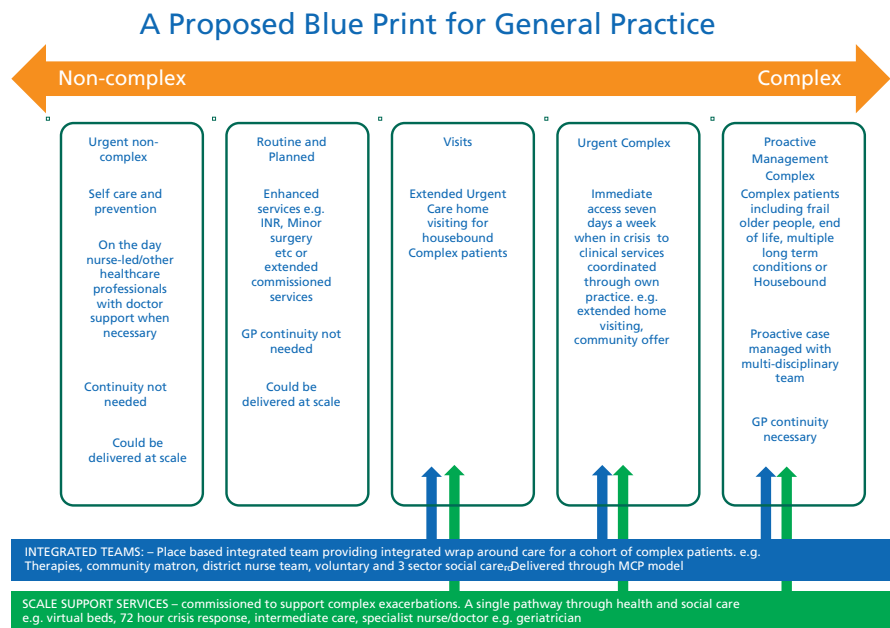 A Proposed Blue Print for General Practice
Non-complex
Complex
Urgent non-
complex
Self care and
prevention
On the day
nurse-led/other
healthcare
professionals
with doctor
support when
necessary
Continuity not
needed
Could be
delivered at scale
Routine and
Planned
Enhanced
services e.g.
INR, Minor
surgery
etc or
extended
commissioned
services
GP continuity not
needed
Could be
delivered at scale
Visits
Extended Urgent
Care home
visiting for
housebound
Complex patients
Urgent Complex
Immediate
access seven
days a week
when in crisis to
clinical services
coordinated
through own
practice. e.g.
extended home
visiting,
community offer
Proactive
Management
Complex
Complex patients
including frail
older people, end
of life, multiple
long term
conditions or
Housebound
Proactive case
managed with
multi-disciplinary
team
GP continuity
necessary
INTEGRATED TEAMS: – Place based integrated team providing integrated wrap around care for a cohort of complex patients. e.g.
Therapies, community matron, district nurse team, voluntary and 3 sector social care. Delivered through MCP model
rd
SCALE SUPPORT SERVICES – commissioned to support complex exacerbations. A single pathway through health and social care
e.g. virtual beds, 72 hour crisis response, intermediate care, specialist nurse/doctor e.g. geriatrician